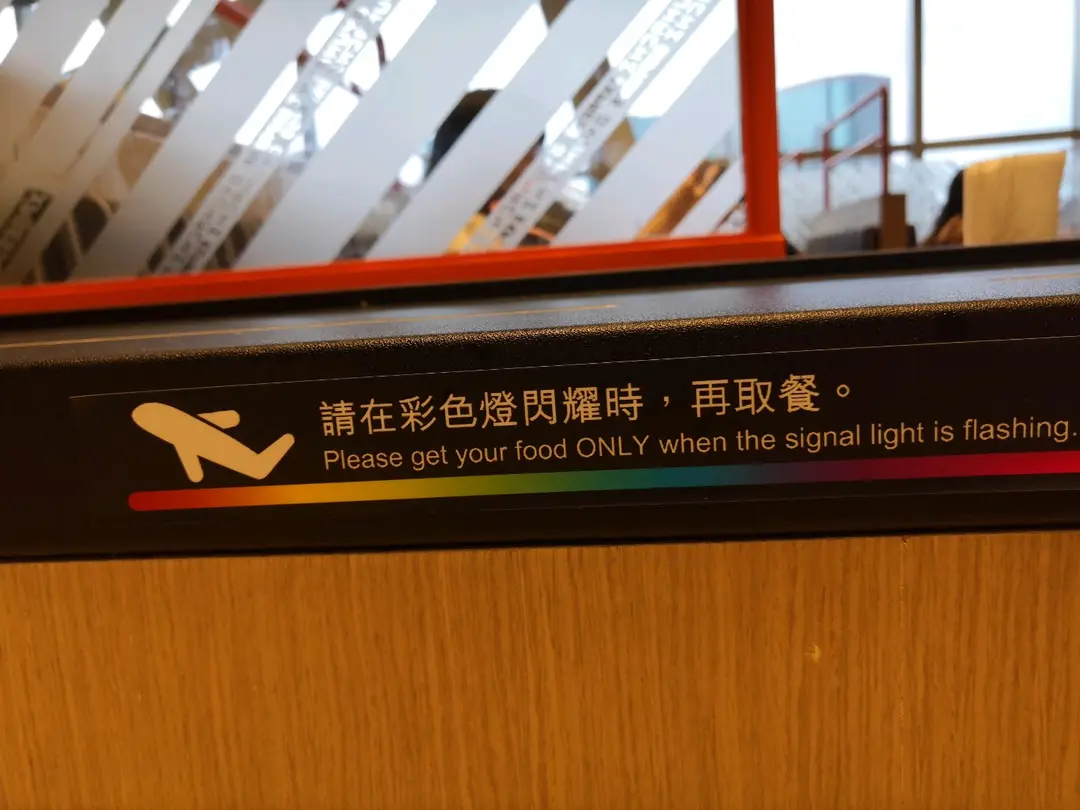 請在彩色燈閃耀時，再取餐。
Please get your food ONLY when the signal light is flashing.